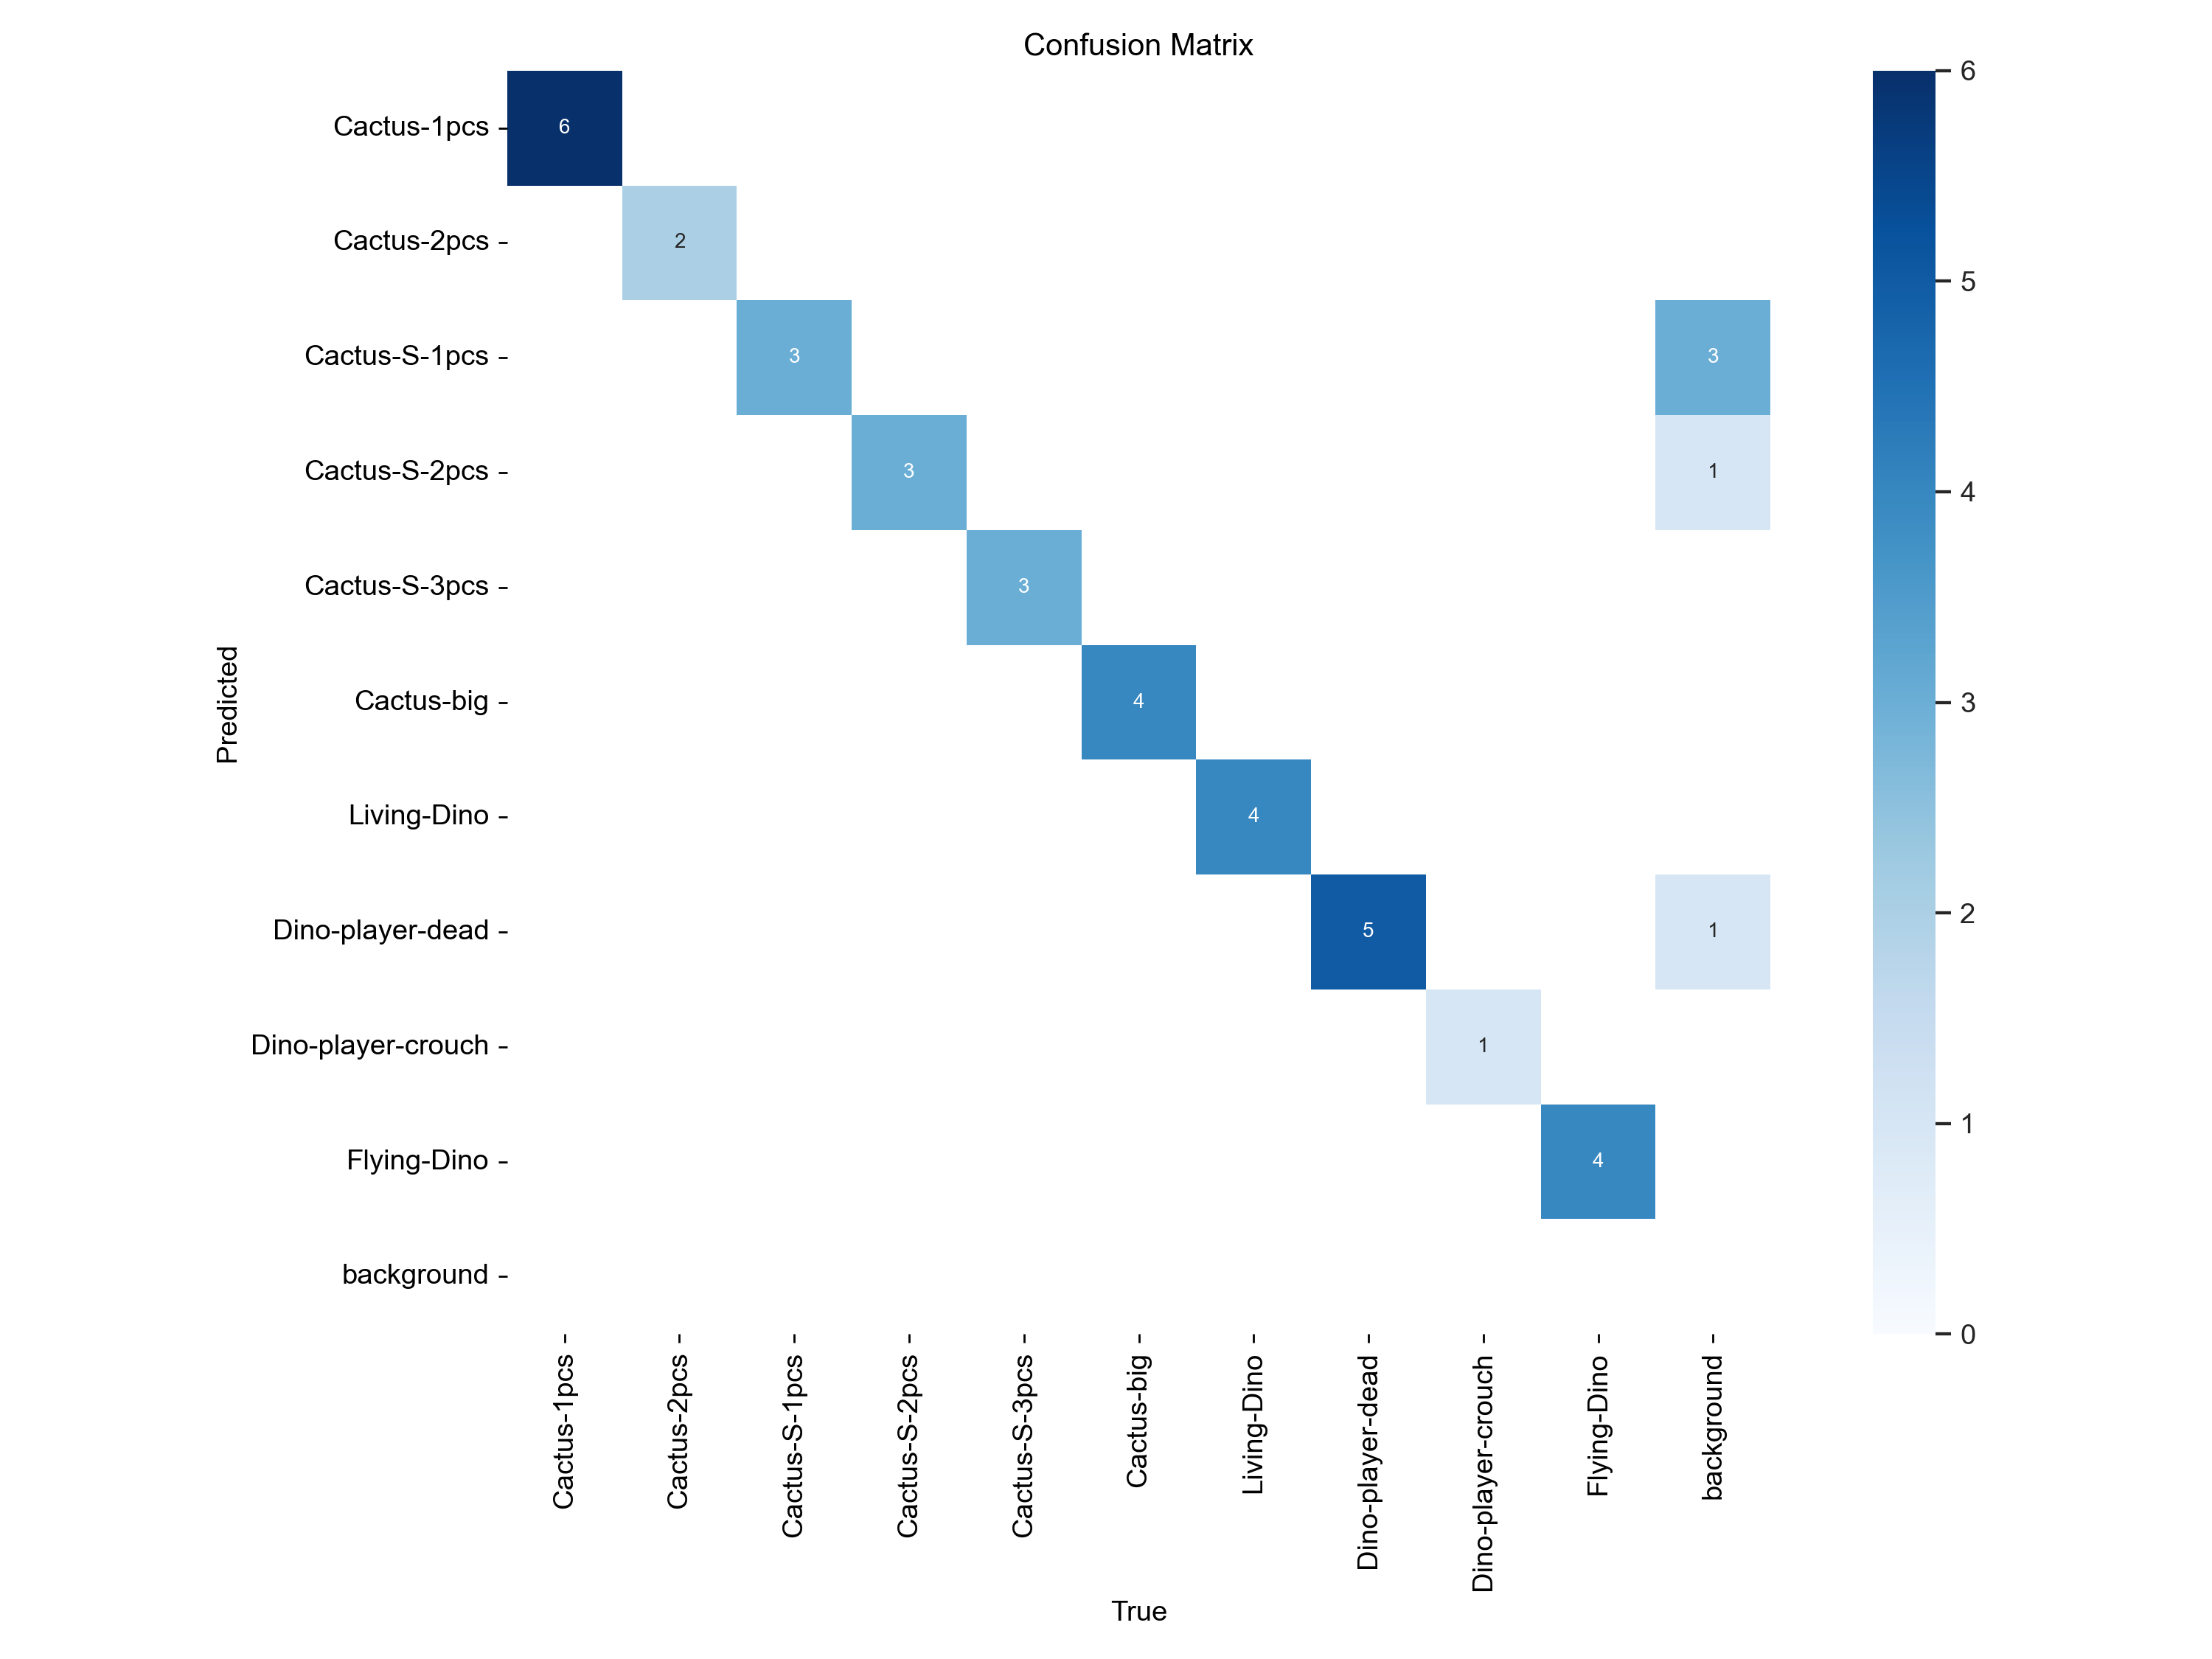 Confusion Matrix
Cactus-1pcs
6
Cactus-2pcs
2
Cactus-S-1pcs
3
3
Cactus-S-2pcs
3
1
Cactus-S-3pcs
3
Cactus-big
4
Living-Dino
4
Dino-player-dead
5
1
Dino-player-crouch
1
Flying-Dino
4
background
Predicted
Cactus-1pcs
Cactus-2pcs
Cactus-S-1pcs
Cactus-S-2pcs
Cactus-S-3pcs
Cactus-big
Living-Dino
Dino-player-dead
Dino-player-crouch
Flying-Dino
background
True
6
5
4
3
2
1
0